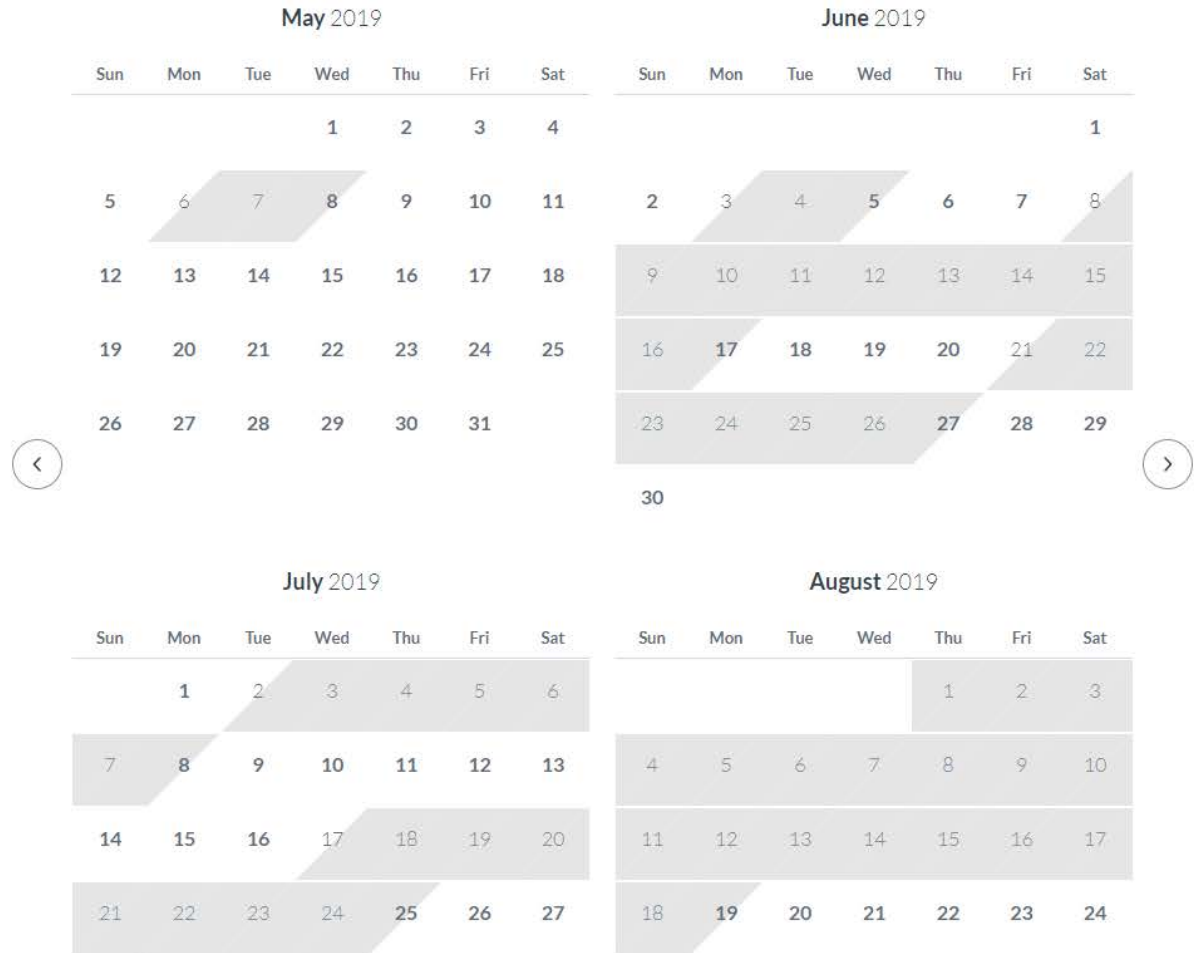 May 2019
Sun Mon Tue Wed Thu Fri Sat
1 2 3 4
5 6 7 8 9 10 11
12 13 14 15 16 17 18
19 20 21 22 23 24 25
26 27 28 29 30 31
June 2019
Sun Mon Tue Wed Thu Fri Sat
1
2 3 4 5 6 7 8
9 10 11 12 13 14 15
16 17 18 19 20 21 22
23 24 25 26 27 28 29
30
July 2019
Sun Mon Tue Wed Thu Fri Sat
1 2 3 4 5 6
7 8 9 10 11 12 13
14 15 16 17 18 19 20
21 22 23 24 25 26 27
August 2019
Sun Mon Tue Wed Thu Fri Sat
1 2 3
4 5 6 7 8 9 10
11 12 13 14 15 16 17
18 19 20 21 22 23 24